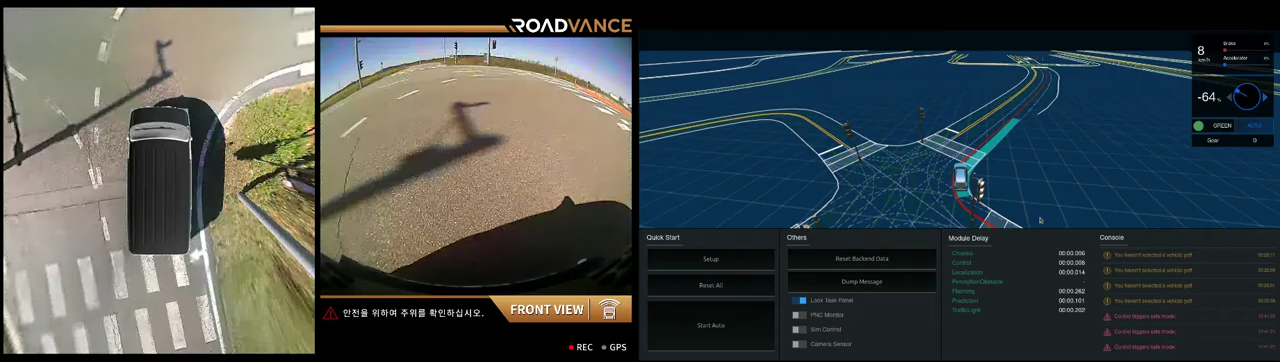 ROADVANCE
안전을 위하여 주위를 확인하십시오.
FRONT VIEW
REC GPS
8
km/h
Brake 0%
Accelerator 0%
-64 %
GREEN AUTO
Gear D
Quick Start
Setup
Reset All
Start Auto
Others
Reset Backend Data
Dump Message
Lock Task Panel
PNC Monitor
Sim Control
Camera Sensor
Module Delay
Chassis 00:00.006
Control 00:00.008
Localization 00:00.014
PerceptionObstacle -
Planning 00:00.262
Prediction 00:00.101
TrafficLight 00:00.202
Console
You haven't selected a vehicle yet!
You haven't selected a vehicle yet!
You haven't selected a vehicle yet!
You haven't selected a vehicle yet!
Control triggers safe mode:
Control triggers safe mode:
Control triggers safe mode: